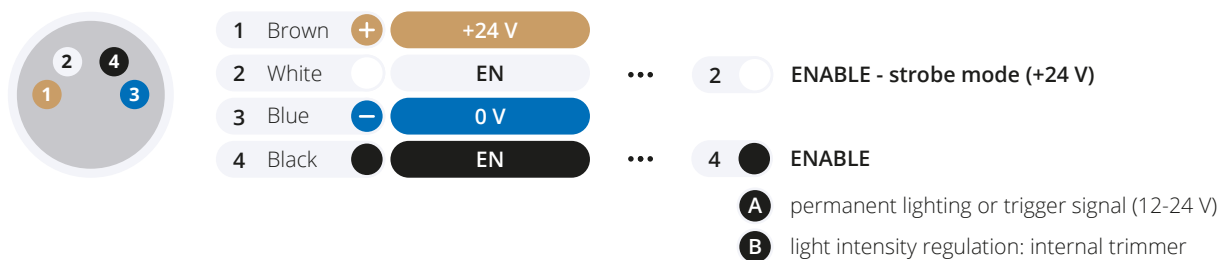 2 4
1 3
1 Brown + +24 V
2 White EN ••• 2 ENABLE - strobe mode (+24 V)
3 Blue − 0 V
4 Black EN ••• 4 ENABLE
A permanent lighting or trigger signal (12-24 V)
B light intensity regulation: internal trimmer